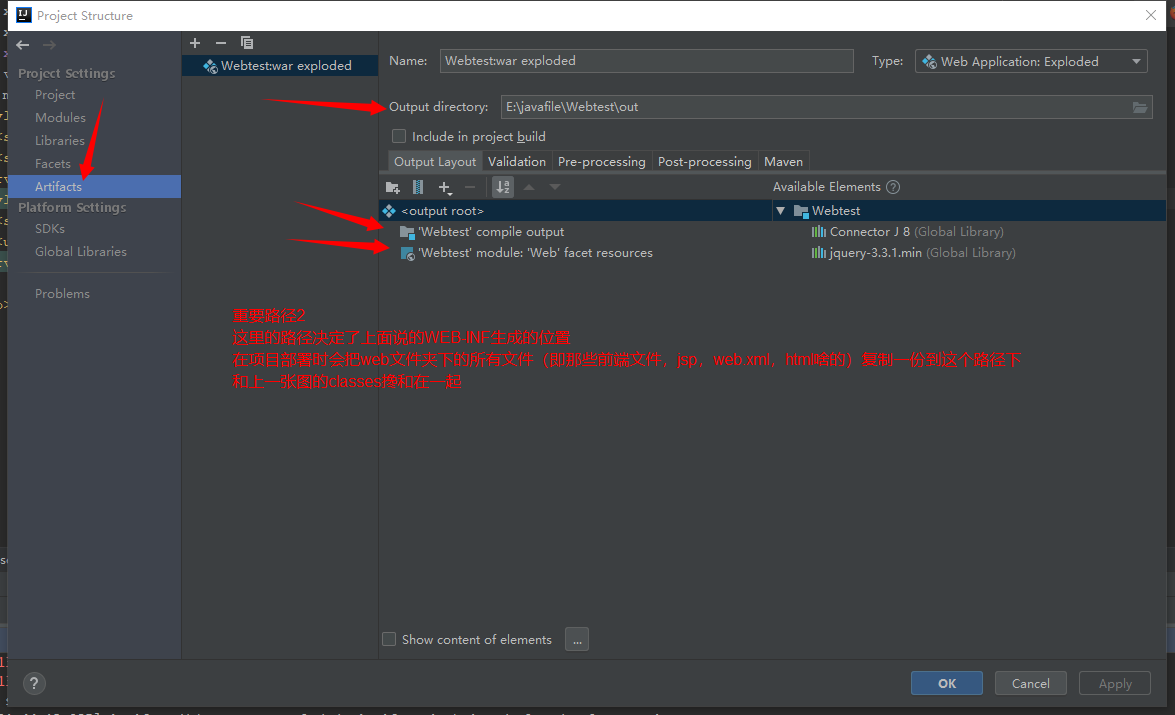 Project Structure
Project Settings
Project
Modules
Libraries
Facets
Artifacts
Platform Settings
SDKs
Global Libraries
Problems
Webtest:war exploded
Name: Webtest:war exploded Type: Web Application: Exploded
Output directory: E:\javafile\Webtest\out
Include in project build
Output Layout Validation Pre-processing Post-processing Maven
Available Elements ?
<output root>
'Webtest' compile output
'Webtest' module: 'Web' facet resources
Webtest
Connector J 8 (Global Library)
jquery-3.3.1.min (Global Library)
重要路径2
这里的路径决定了上面说的WEB-INF生成的位置
在项目部署时会把web文件夹下的所有文件（即那些前端文件，jsp，web.xml，html啥的）复制一份到这个路径下
和上一张图的classes搀和在一起
Show content of elements ...
? OK Cancel Apply